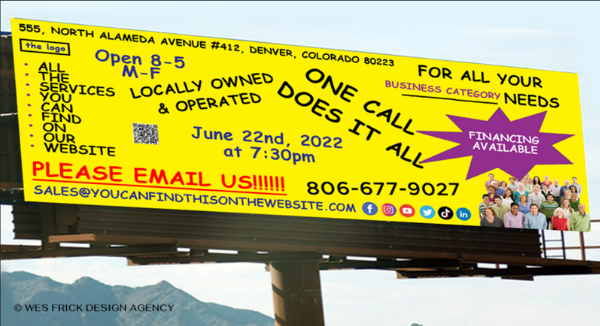 555, NORTH ALAMEDA AVENUE #412, DENVER, COLORADO 80223
the logo
Open 8-5
M-F
• ALL
• THE
• SERVICES
• YOU
• CAN
• FIND
• ON
• OUR
• WEBSITE
LOCALLY OWNED
& OPERATED
June 22nd, 2022
at 7:30pm
ONE CALL
DOES IT ALL
FOR ALL YOUR
BUSINESS CATEGORY NEEDS
FINANCING
AVAILABLE
PLEASE EMAIL US!!!!!!
806-677-9027
SALES@YOUCANFINDTHISONTHEWEBSITE.COM
© WES FRICK DESIGN AGENCY